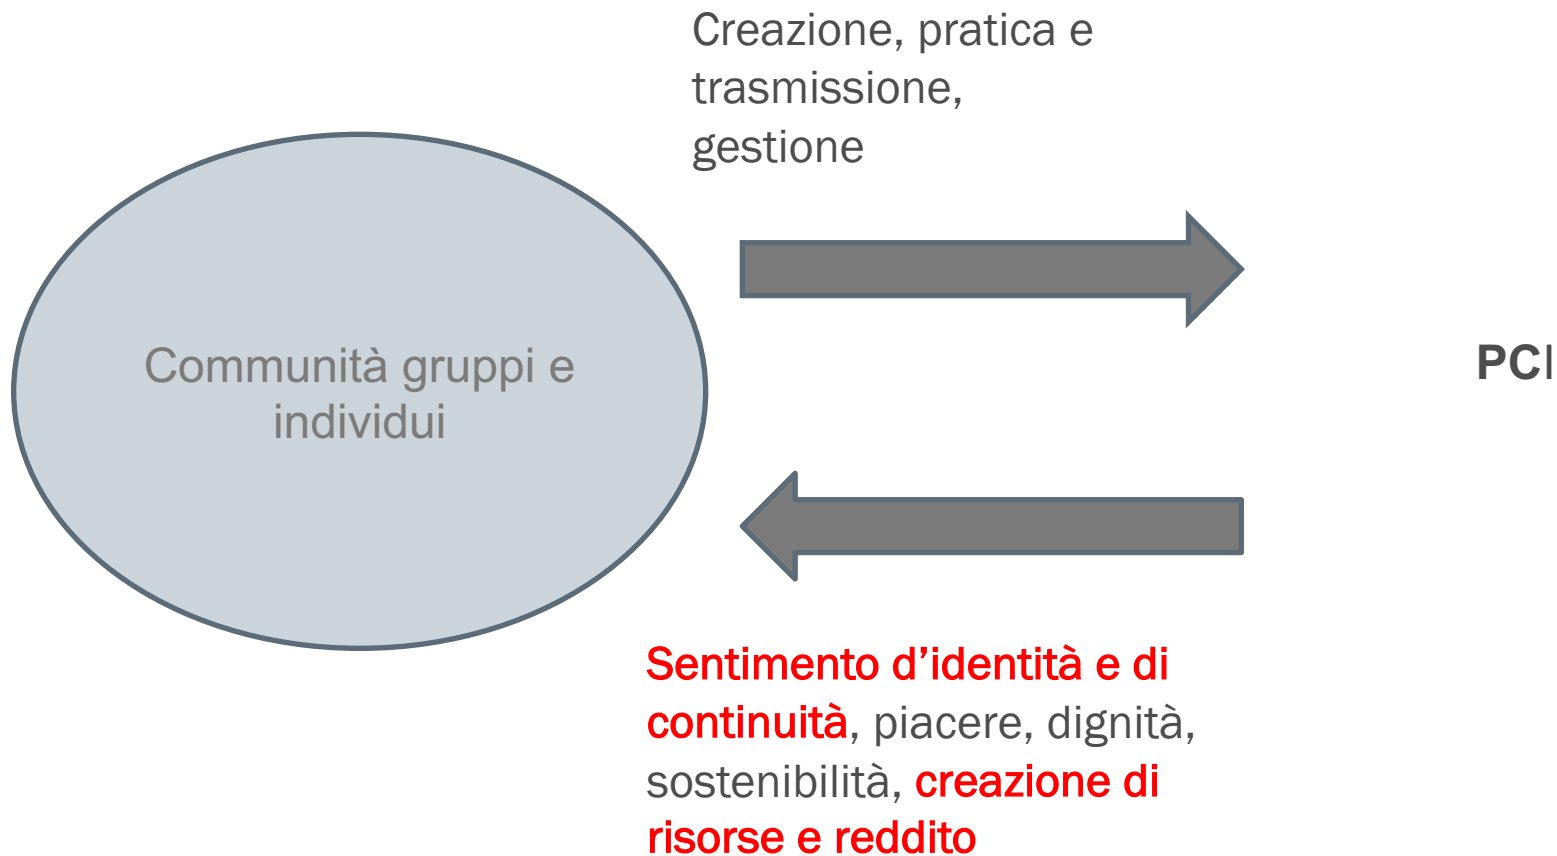 Creazione, pratica e
trasmissione,
gestione
Communità gruppi e
individui
PCI
Sentimento d’identità e di
continuità, piacere, dignità,
sostenibilità, creazione di
risorse e reddito